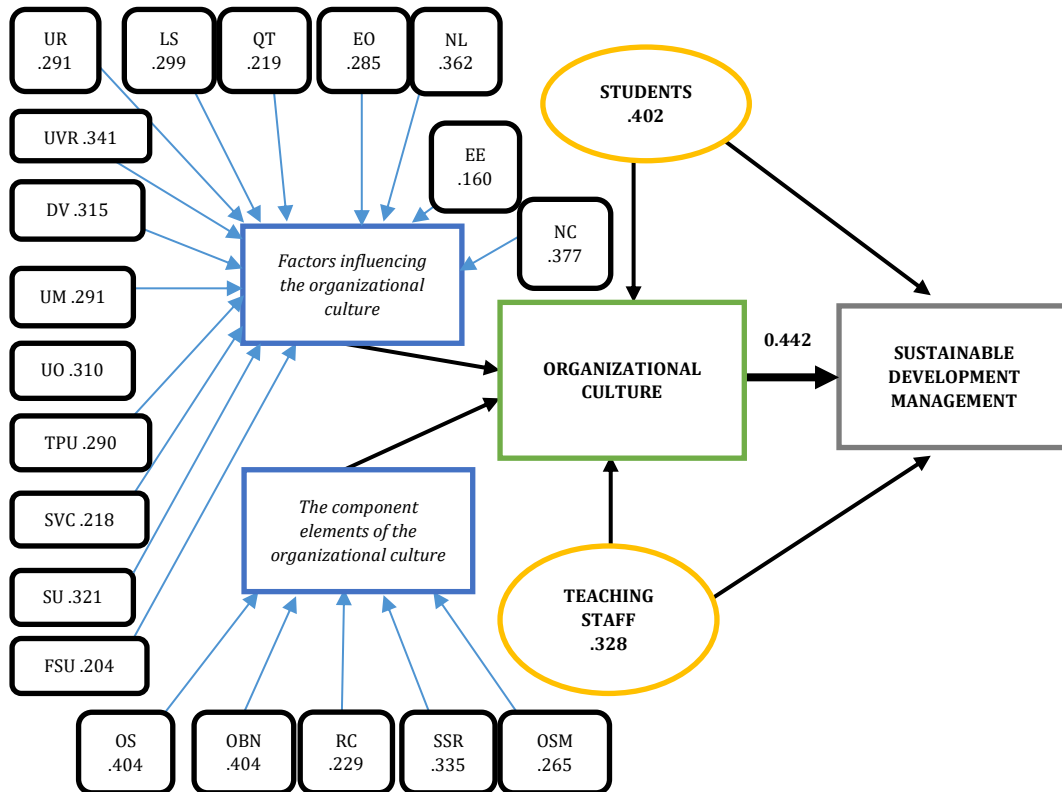 UR
.291
LS
.299
QT
.219
EO
.285
NL
.362
STUDENTS
.402
UVR .341
EE
.160
DV .315
NC
.377
Factors influencing
the organizational
culture
UM .291
0.442
ORGANIZATIONAL
CULTURE
SUSTAINABLE
DEVELOPMENT
MANAGEMENT
UO .310
TPU .290
SVC .218
The component
elements of the
organizational culture
SU .321
TEACHING
STAFF
.328
FSU .204
OS
.404
OBN
.404
RC
.229
SSR
.335
OSM
.265